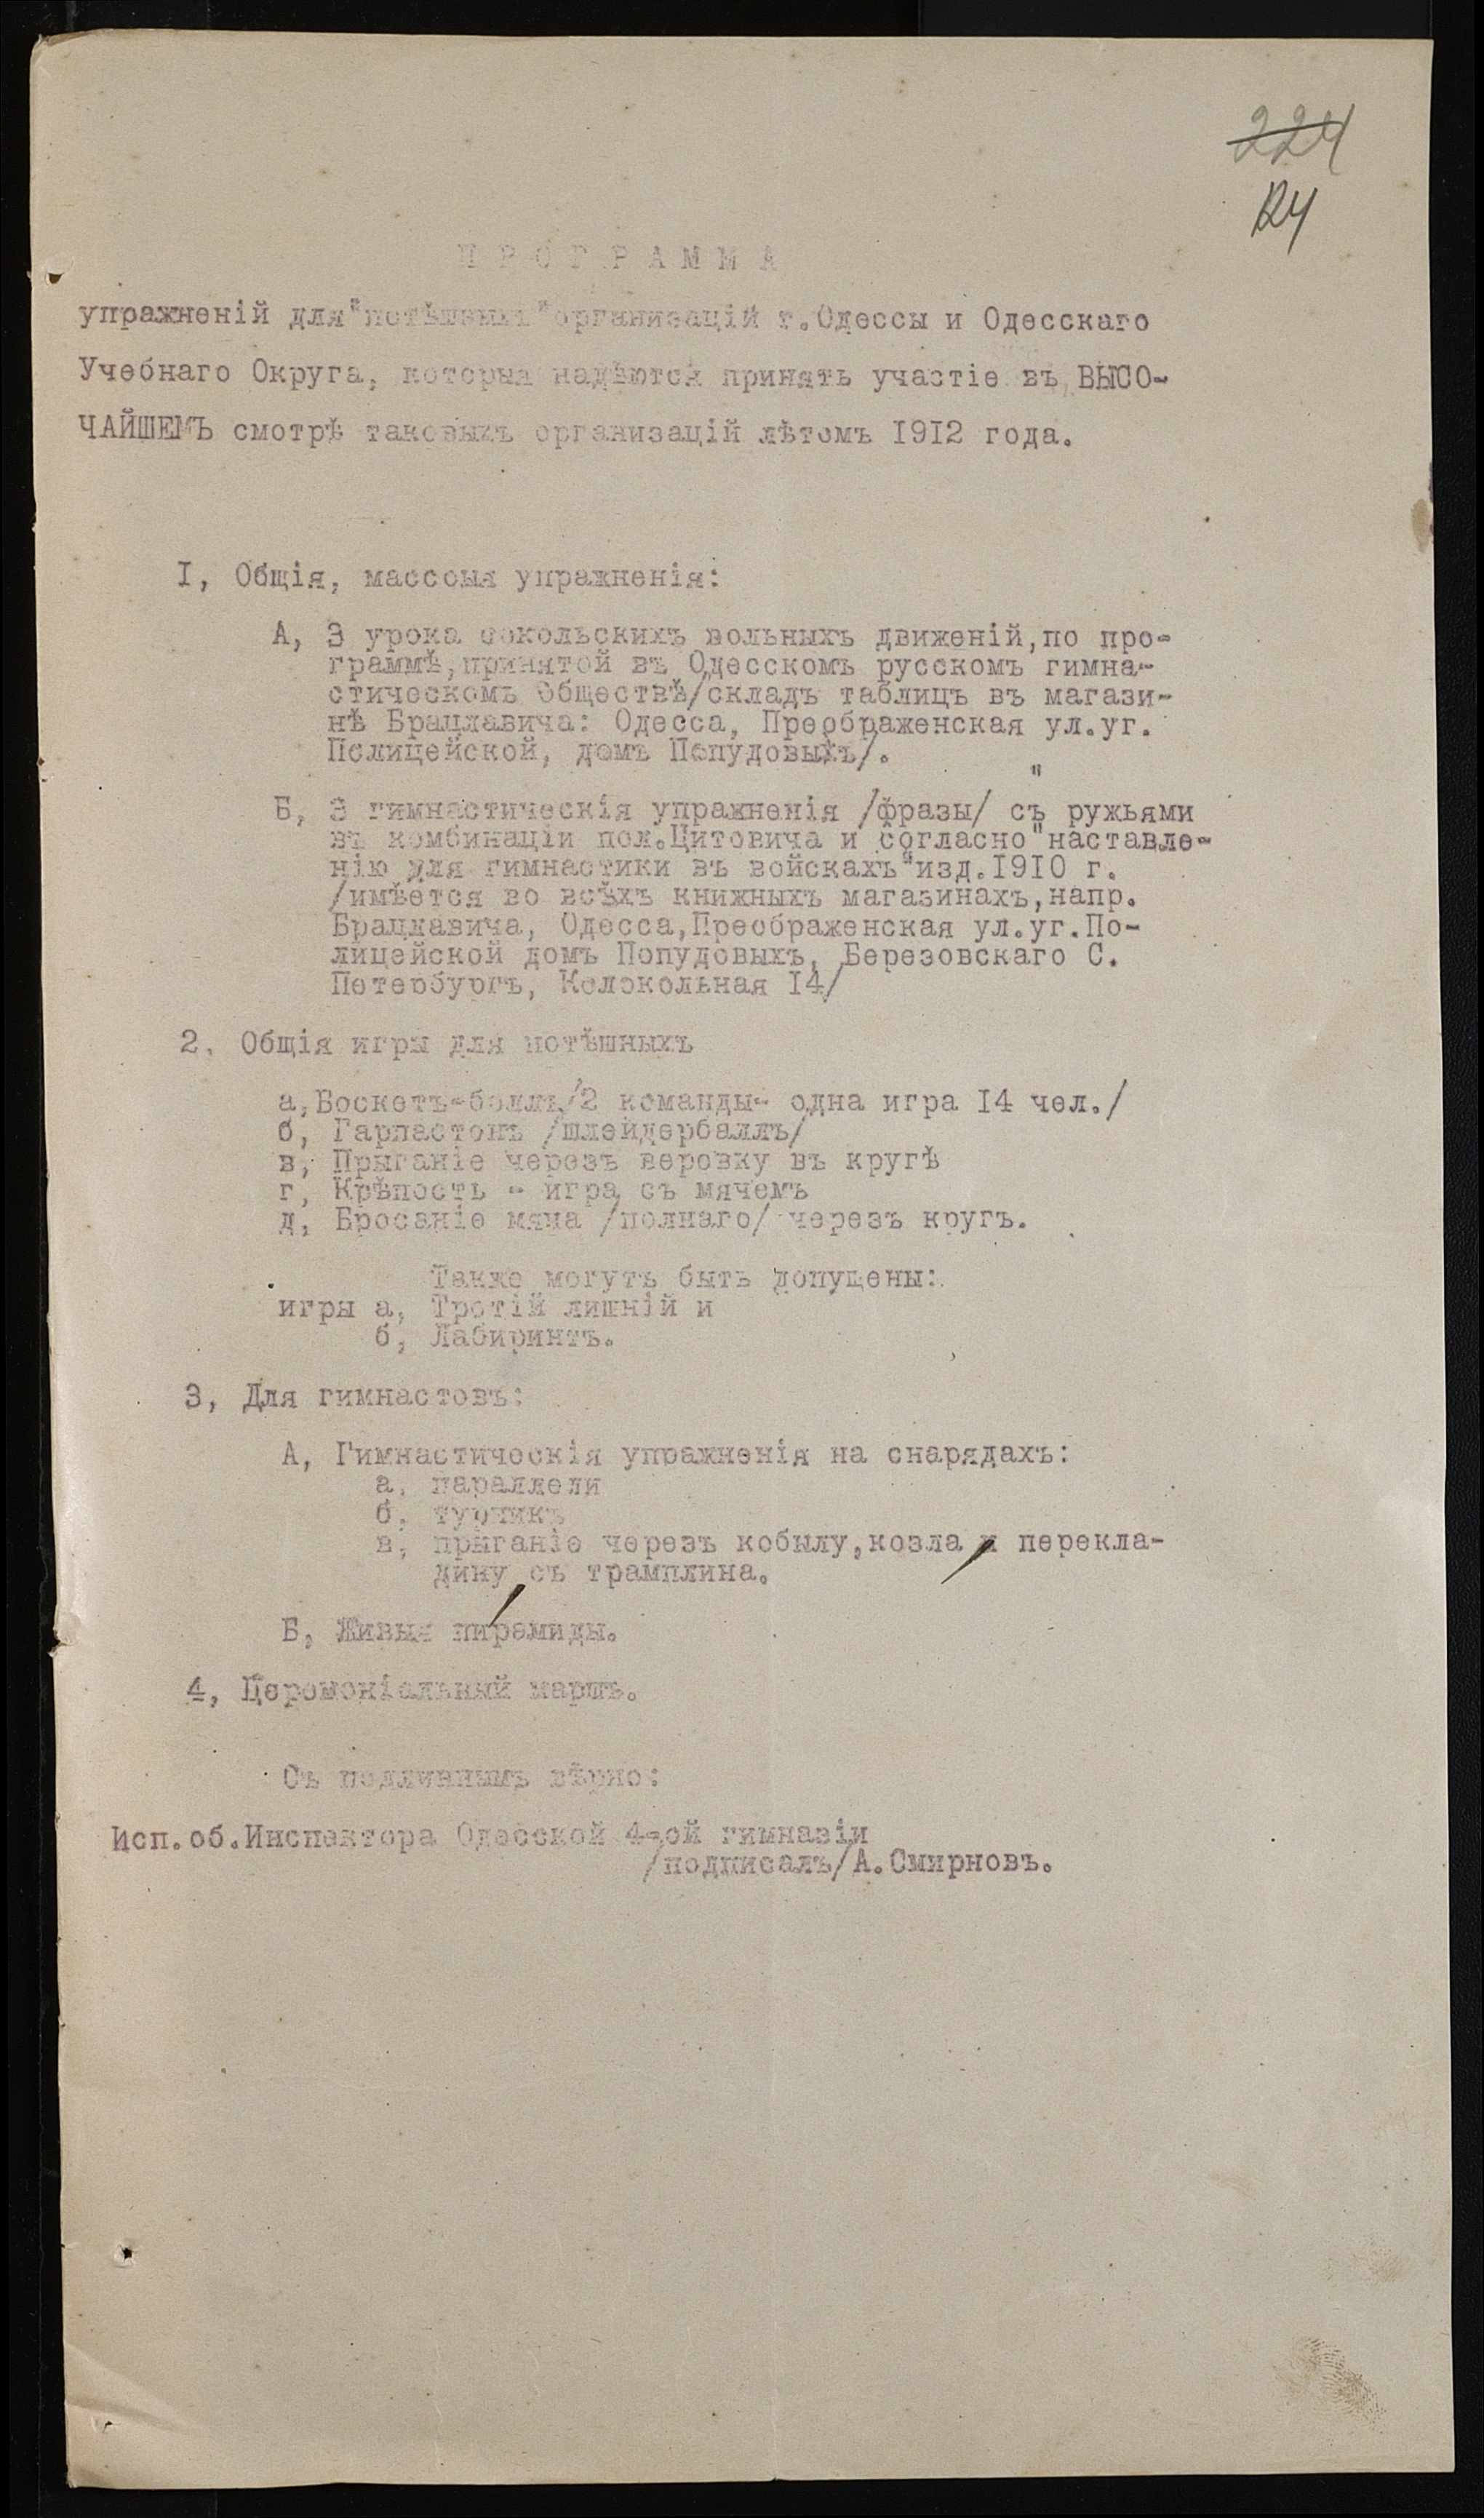 224
124
П Р О Г Р А М М А
упражненій для "потѣшныхъ" организацій г.Одессы и Одесскаго
Учебнаго Округа, которыя надѣются принять участіе въ ВЫСО-
ЧАЙШЕМЪ смотрѣ таковыхъ организацій лѣтомъ 1912 года.
I, Общія, массоыя упражненія:
А, 3 урока сокольскихъ вольныхъ движеній,по про-
граммѣ,принятой въ Одесскомъ русскомъ гимна-
стическомъ Обществѣ/складъ таблицъ въ магази-
нѣ Брацлавича: Одесса, Преображенская ул.уг.
Полицейской, домъ Попудовыхъ/.
Б, 3 гимнастическія упражненія /фразы/ съ ружьями
въ комбинаціи пол.Цитовича и согласно "наставле-
нію для гимнастики въ войскахъ"изд.1910 г.
/имѣется во всѣхъ книжныхъ магазинахъ,напр.
Брацлавича, Одесса,Преображенская ул.уг.По-
лицейской домъ Попудовыхъ, Березовскаго С.
Петербургъ, Колокольная 14/
2, Общія игры для потѣшныхъ
а,Боскетъ-боллъ/2 команды- одна игра 14 чел./
б, Гарпастонъ /шлейдербаллъ/
в, Прыганіе черезъ веровку въ кругѣ
г, Крѣпость - игра съ мячемъ
д, Бросаніе мяча /полнаго/ черезъ кругъ.
Также могутъ быть допущены:
игры а, Третій лишній и
б, Лабиринтъ.
3, Для гимнастовъ:
А, Гимнастическія упражненія на снарядахъ:
а, параллели
б, турникъ
в, прыганіе черезъ кобылу,козла и перекла-
дину съ трамплина.
Б, Живыя пирамиды.
4, Церемоніальный маршъ.
Съ подлиннымъ вѣрно:
Исп.об.Инспектора Одесской 4-ой гимназіи
/подписалъ/А.Смирновъ.